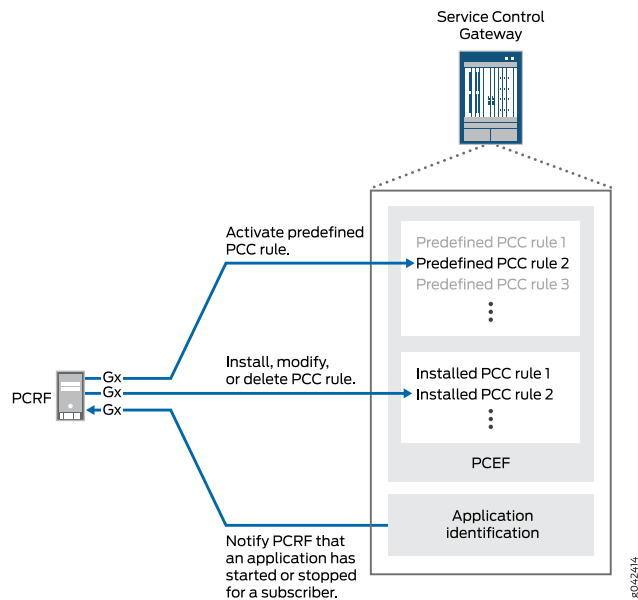 Service Control
Gateway
Activate predefined
PCC rule.
Predefined PCC rule 1
Predefined PCC rule 2
Predefined PCC rule 3
Install, modify,
or delete PCC rule.
Installed PCC rule 1
Installed PCC rule 2
PCRF
Gx
Gx
Gx
PCEF
Application
identification
Notify PCRF that
an application has
started or stopped
for a subscriber.
g042414